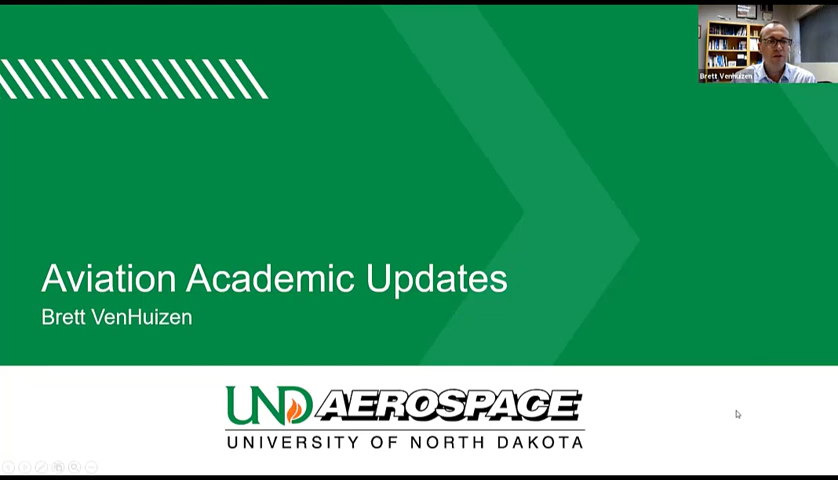 Brett Venhuizen
Aviation Academic Updates
Brett VenHuizen
UND AEROSPACE
UNIVERSITY OF NORTH DAKOTA